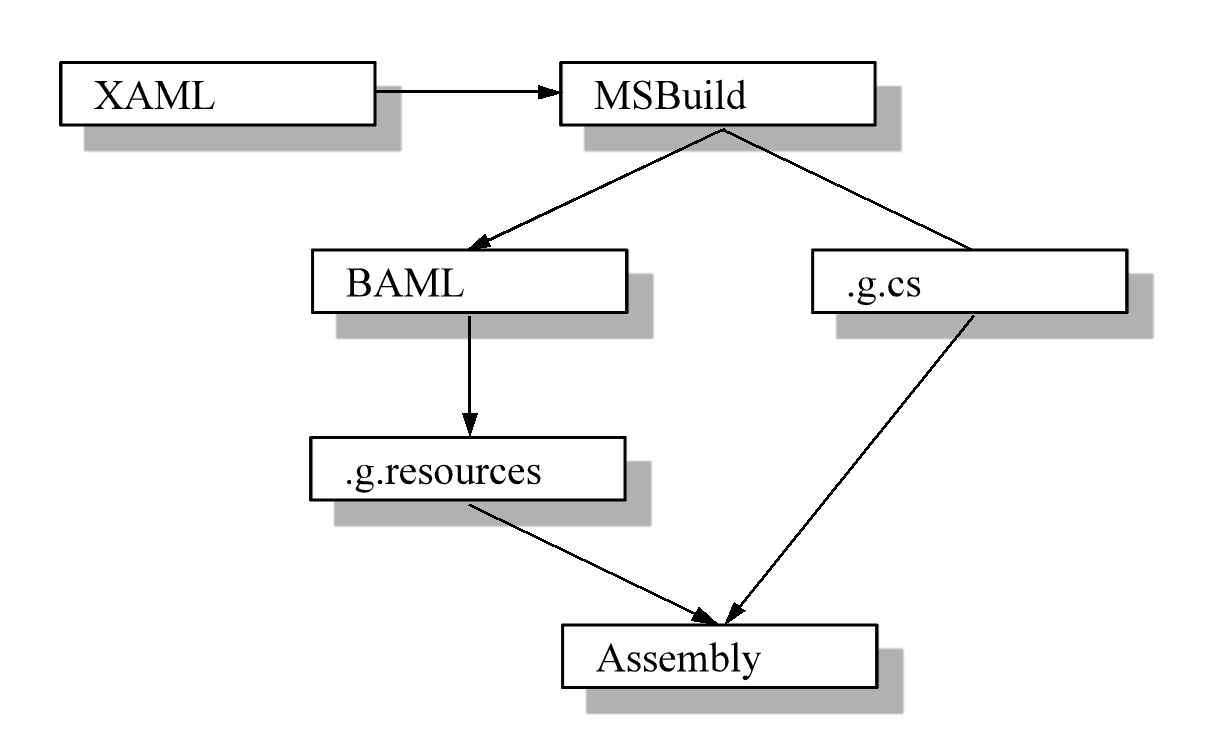 XAML
MSBuild
BAML
.g.cs
.g.resources
Assembly